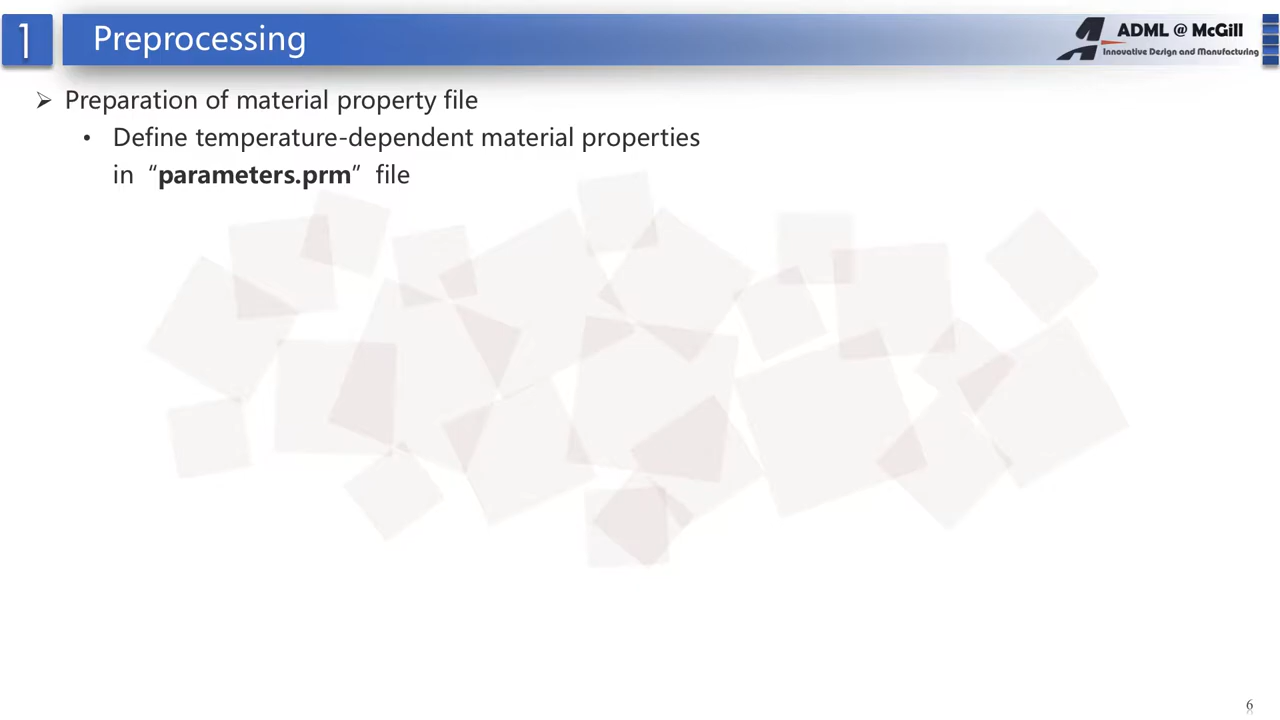 1 Preprocessing
ADML @ McGill
Innovative Design and Manufacturing
➢ Preparation of material property file
• Define temperature-dependent material properties
in “parameters.prm” file
6